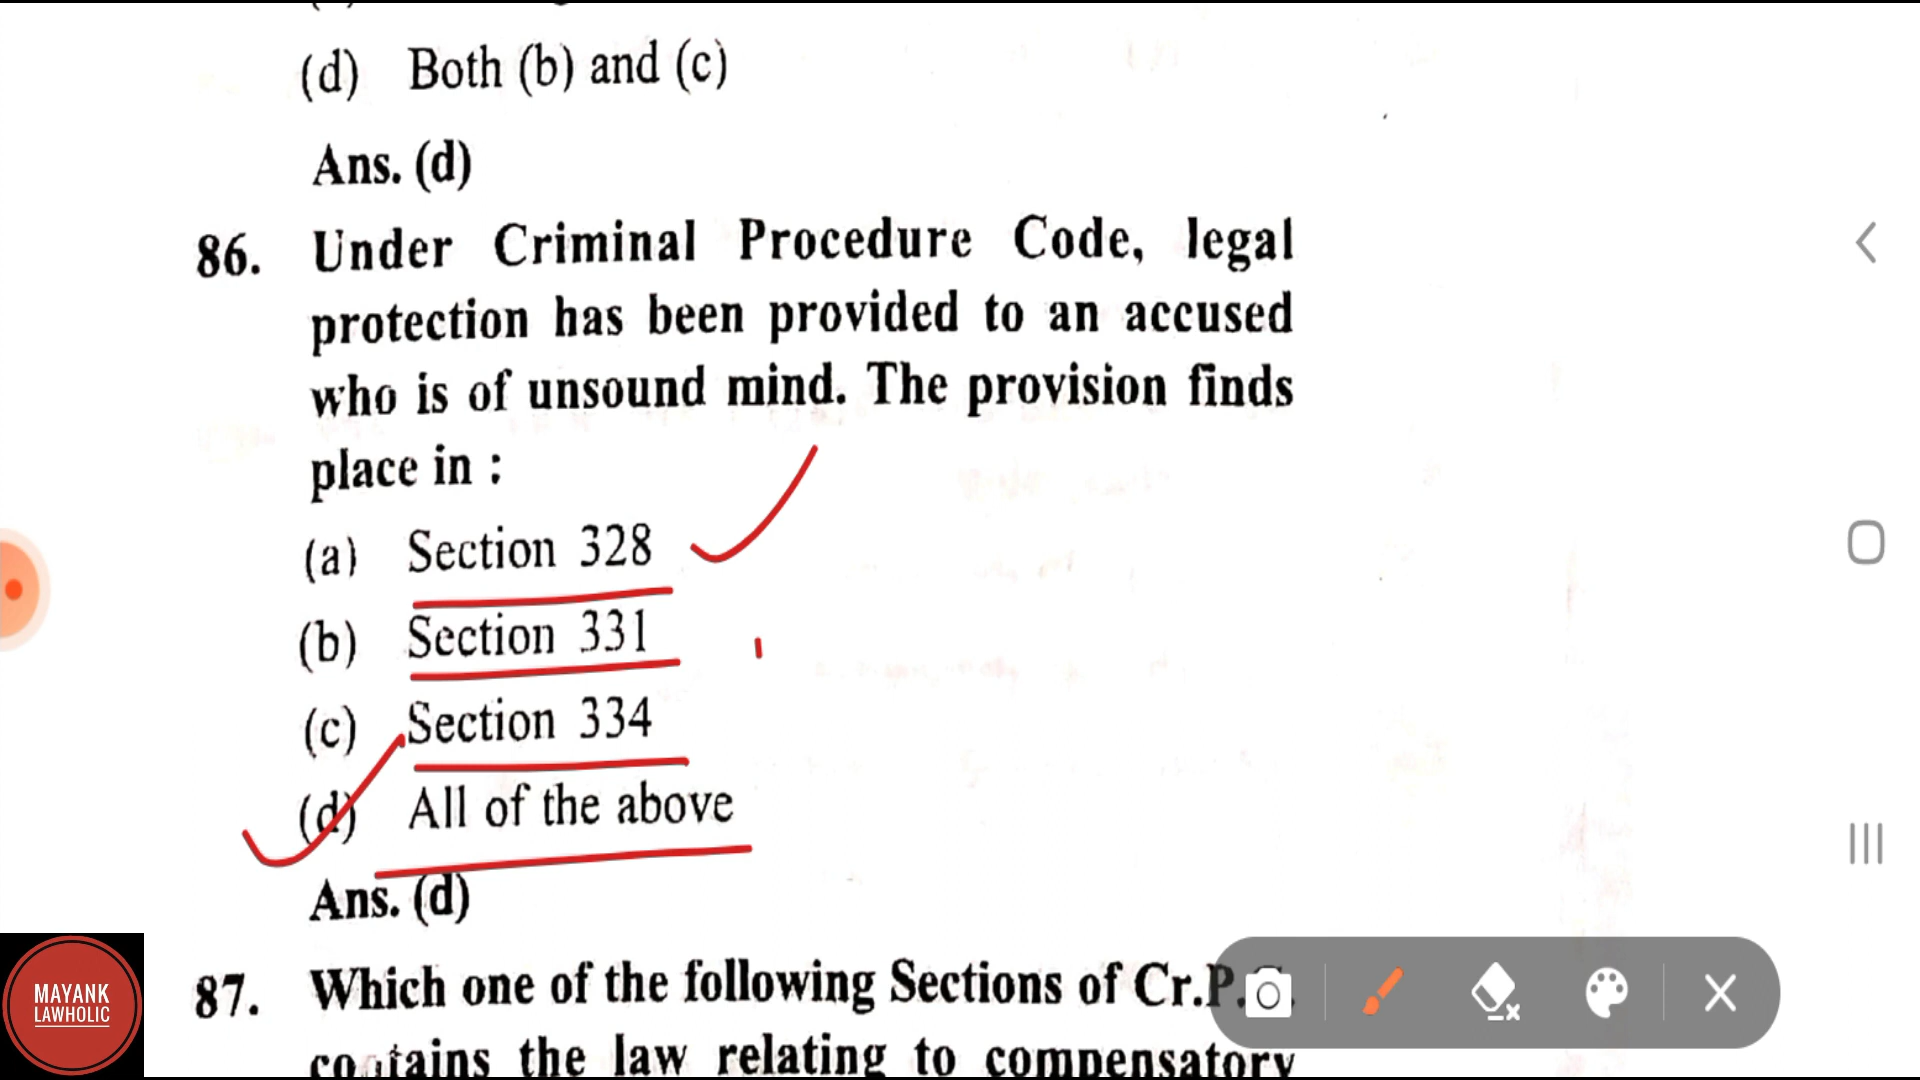 (d) Both (b) and (c)
Ans. (d)
86. Under Criminal Procedure Code, legal
protection has been provided to an accused
who is of unsound mind. The provision finds
place in :
(a) Section 328
(b) Section 331
(c) Section 334
(d) All of the above
Ans. (d)
87. Which one of the following Sections of Cr.P.
contains the law relating to compensatory
MAYANK
LAWHOLIC